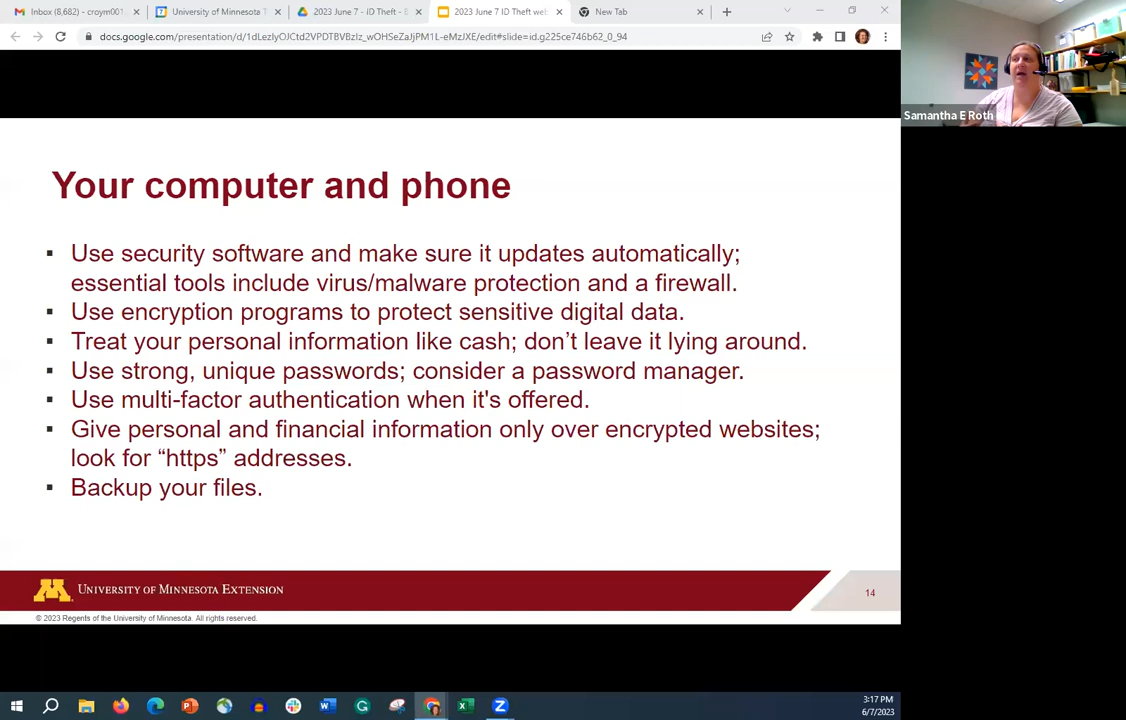 Inbox (8,682) - croym001
University of Minnesota T
2023 June 7 - ID Theft -
2023 June 7 ID Theft web
New Tab
docs.google.com/presentation/d/1dLezIyOJCtd2VPDTBVBzIz_wOHSeZaJjPM1L-eMzJXE/edit#slide=id.g225ce746b62_0_94
Samantha E Roth
Your computer and phone
▪ Use security software and make sure it updates automatically;
essential tools include virus/malware protection and a firewall.
▪ Use encryption programs to protect sensitive digital data.
▪ Treat your personal information like cash; don’t leave it lying around.
▪ Use strong, unique passwords; consider a password manager.
▪ Use multi-factor authentication when it's offered.
▪ Give personal and financial information only over encrypted websites;
look for “https” addresses.
▪ Backup your files.
UNIVERSITY OF MINNESOTA EXTENSION
14
© 2023 Regents of the University of Minnesota. All rights reserved.
3:17 PM
6/7/2023